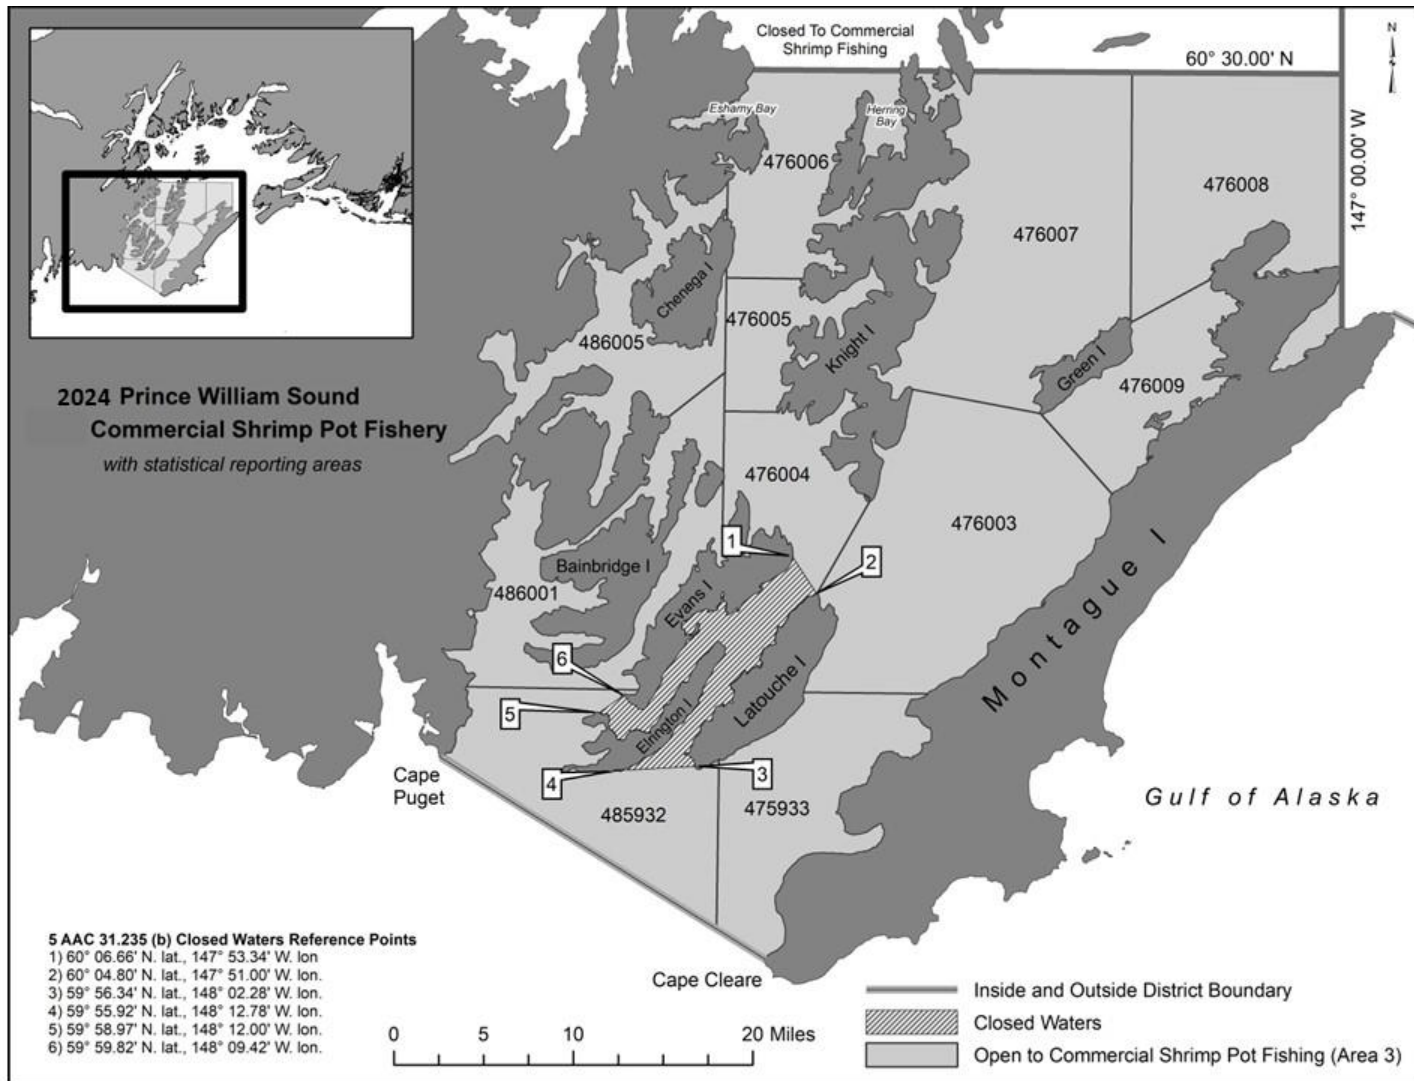 Closed To Commercial
Shrimp Fishing
N
60° 30.00' N
147° 00.00' W
Eshamy Bay
Herring
Bay
476006
476008
476007
Chenega I
476005
486005
Knight I
Green I
476009
2024 Prince William Sound
Commercial Shrimp Pot Fishery
with statistical reporting areas
476004
476003
1
2
Bainbridge I
486001
Evans I
Montague I
6
5
Elrington I
Latouche I
4
3
Cape
Puget
485932
475933
Gulf of Alaska
5 AAC 31.235 (b) Closed Waters Reference Points
1) 60° 06.66' N. lat., 147° 53.34' W. lon
2) 60° 04.80' N. lat., 147° 51.00' W. lon.
3) 59° 56.34' N. lat., 148° 02.28' W. lon.
4) 59° 55.92' N. lat., 148° 12.78' W. lon.
5) 59° 58.97' N. lat., 148° 12.00' W. lon.
6) 59° 59.82' N. lat., 148° 09.42' W. lon.
Cape Cleare
0 5 10 20 Miles
Inside and Outside District Boundary
Closed Waters
Open to Commercial Shrimp Pot Fishing (Area 3)